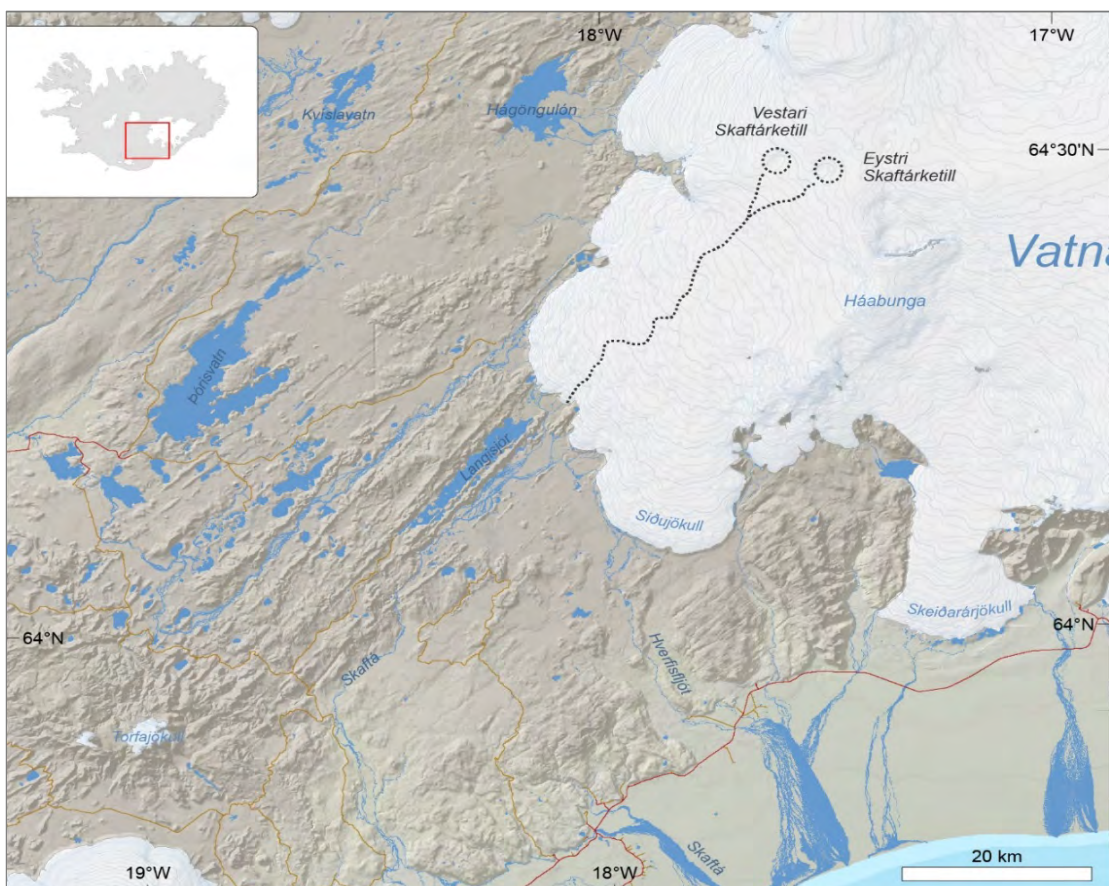 18°W
17°W
Kvíslavatn
Hágöngulón
Vestari
Skaftárketill
64°30'N
Eystri
Skaftárketill
Vatna
Háabunga
Þórisvatn
Langisjór
Síðujökull
Skeiðarárjökull
64°N
64°N
Skaftá
Hverfisfljót
Torfajökull
19°W
18°W
Skaftá
20 km